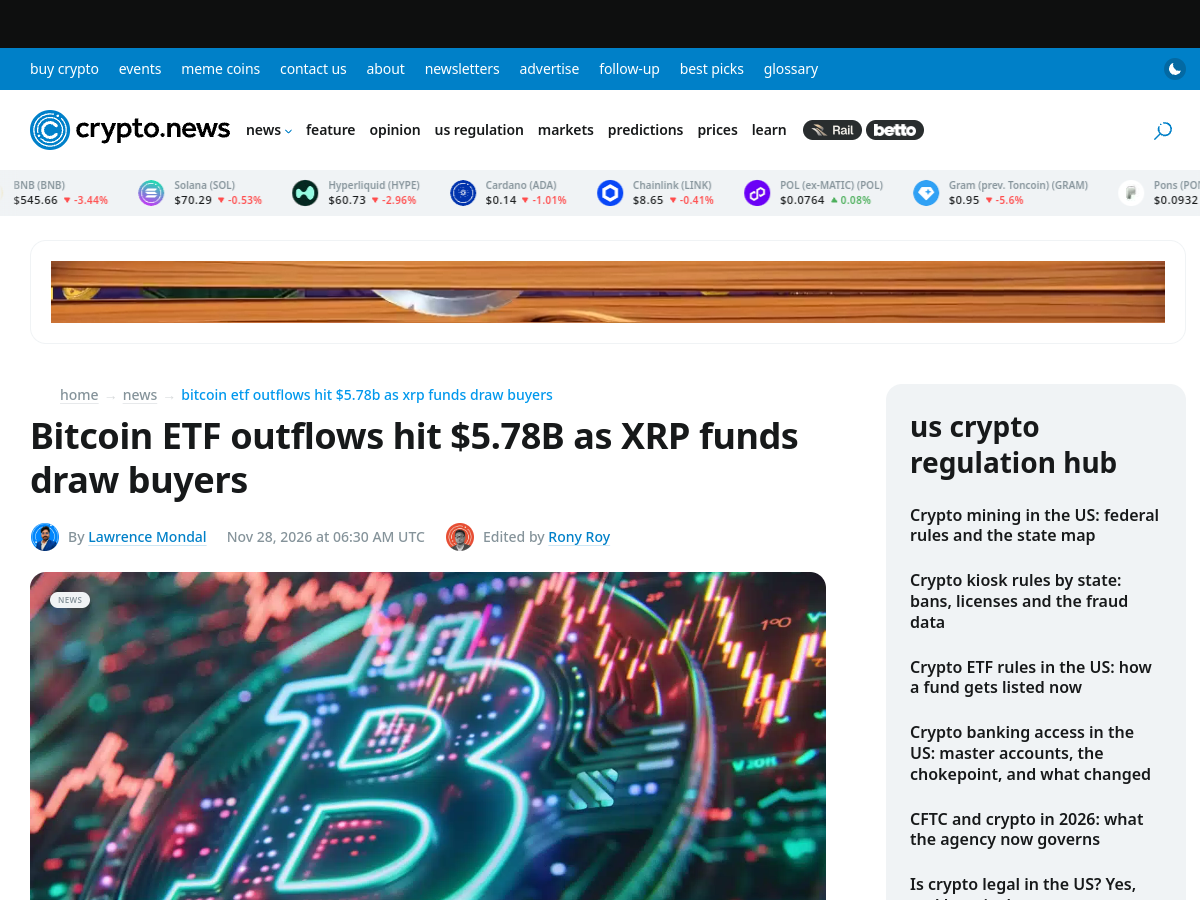 buy crypto events meme coins contact us about newsletters advertise follow-up best picks glossary
crypto.news news feature opinion us regulation markets predictions prices learn Rail betto
BNB (BNB) Solana (SOL) Hyperliquid (HYPE) Cardano (ADA) Chainlink (LINK) POL (ex-MATIC) (POL) Gram (prev. Toncoin) (GRAM) Pons (PON
$545.66 -3.44% $70.29 -0.53% $60.73 -2.96% $0.14 -1.01% $8.65 -0.41% $0.0764 0.08% $0.95 -5.6% $0.0932
home → news → bitcoin etf outflows hit $5.78b as xrp funds draw buyers
Bitcoin ETF outflows hit $5.78B as XRP funds
draw buyers
By Lawrence Mondal Nov 28, 2026 at 06:30 AM UTC Edited by Rony Roy
NEWS
us crypto
regulation hub
Crypto mining in the US: federal
rules and the state map
Crypto kiosk rules by state:
bans, licenses and the fraud
data
Crypto ETF rules in the US: how
a fund gets listed now
Crypto banking access in the
US: master accounts, the
chokepoint, and what changed
CFTC and crypto in 2026: what
the agency now governs
Is crypto legal in the US? Yes,